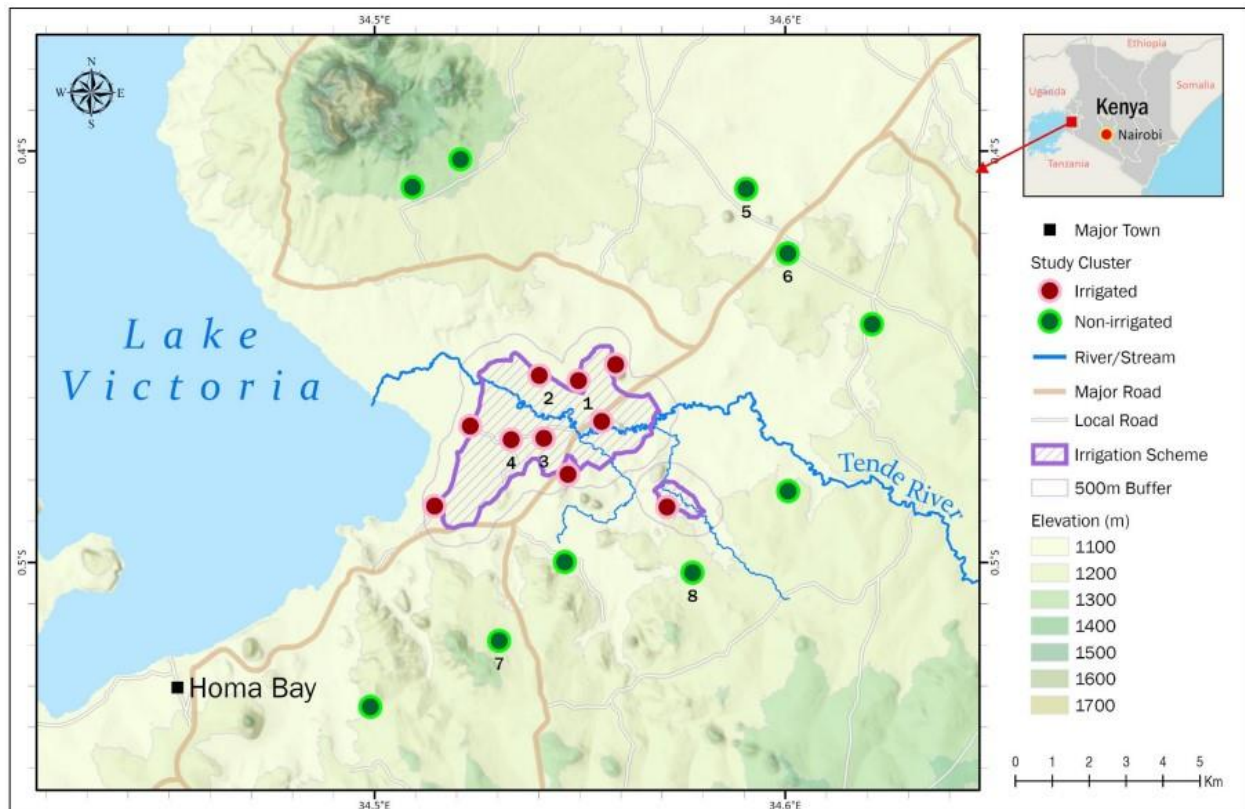 34.5°E
34.6°E
N
W
E
S
0.4°S
0.4°S
5
6
Lake
Victoria
2
1
4
3
Tende River
0.5°S
0.5°S
8
7
Homa Bay
34.5°E
34.6°E
Ethiopia
Uganda
Somalia
Kenya
Nairobi
Tanzania
Major Town
Study Cluster
Irrigated
Non-irrigated
River/Stream
Major Road
Local Road
Irrigation Scheme
500m Buffer
Elevation (m)
1100
1200
1300
1400
1500
1600
1700
0 1 2 3 4 5
Km